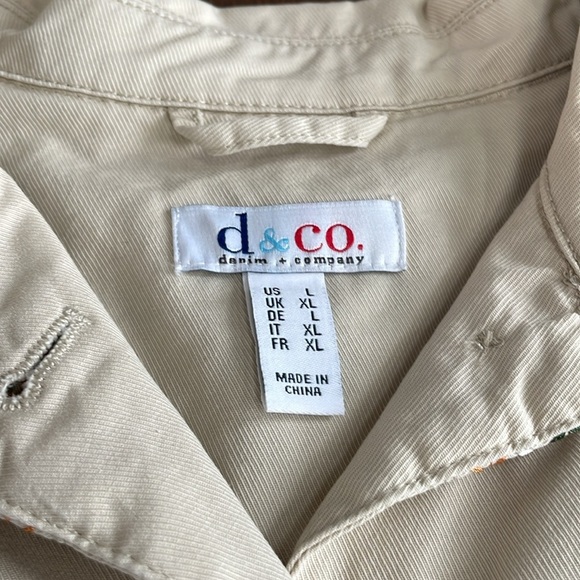 d&co.
denim + company
US L
UK XL
DE L
IT XL
FR XL
MADE IN
CHINA